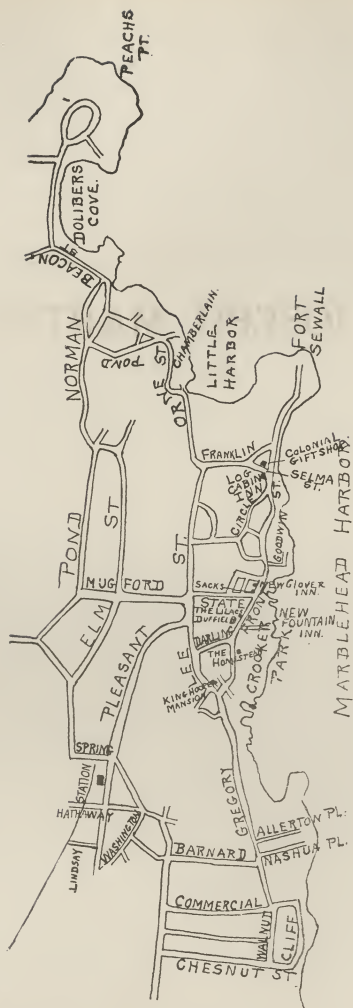 PEACHS
PT.
DOLIBERS
COVE.
BEACON
ST.
NORMAN
POND
CHAMBERLAIN.
ORNE ST.
LITTLE
HARBOR
FORT
SEWALL
FRANKLIN
COLONIAL
GIFT SHOP
LOG
CABIN
INN
SELMA
ST.
CIRCLE
ST.
GOODWIN
POND
ST
MUGFORD
ST.
SACKS
STATE
THE LILACS
DUFFIELD
NEW GLOVER
INN.
DARLING
FRONT
NEW
FOUNTAIN
INN.
ELM
PLEASANT
LEE
THE
HOMESTEAD
CROCKER
PARK
KING HOOPER
MANSION
MARBLEHEAD HARBOR.
SPRING
STATION
HATHAWAY
LINDSAY
WASHINGTON
GREGORY
BARNARD
ALLERTON PL.
NASHUA PL.
COMMERCIAL
WALNUT
CLIFF
CHESNUT ST.